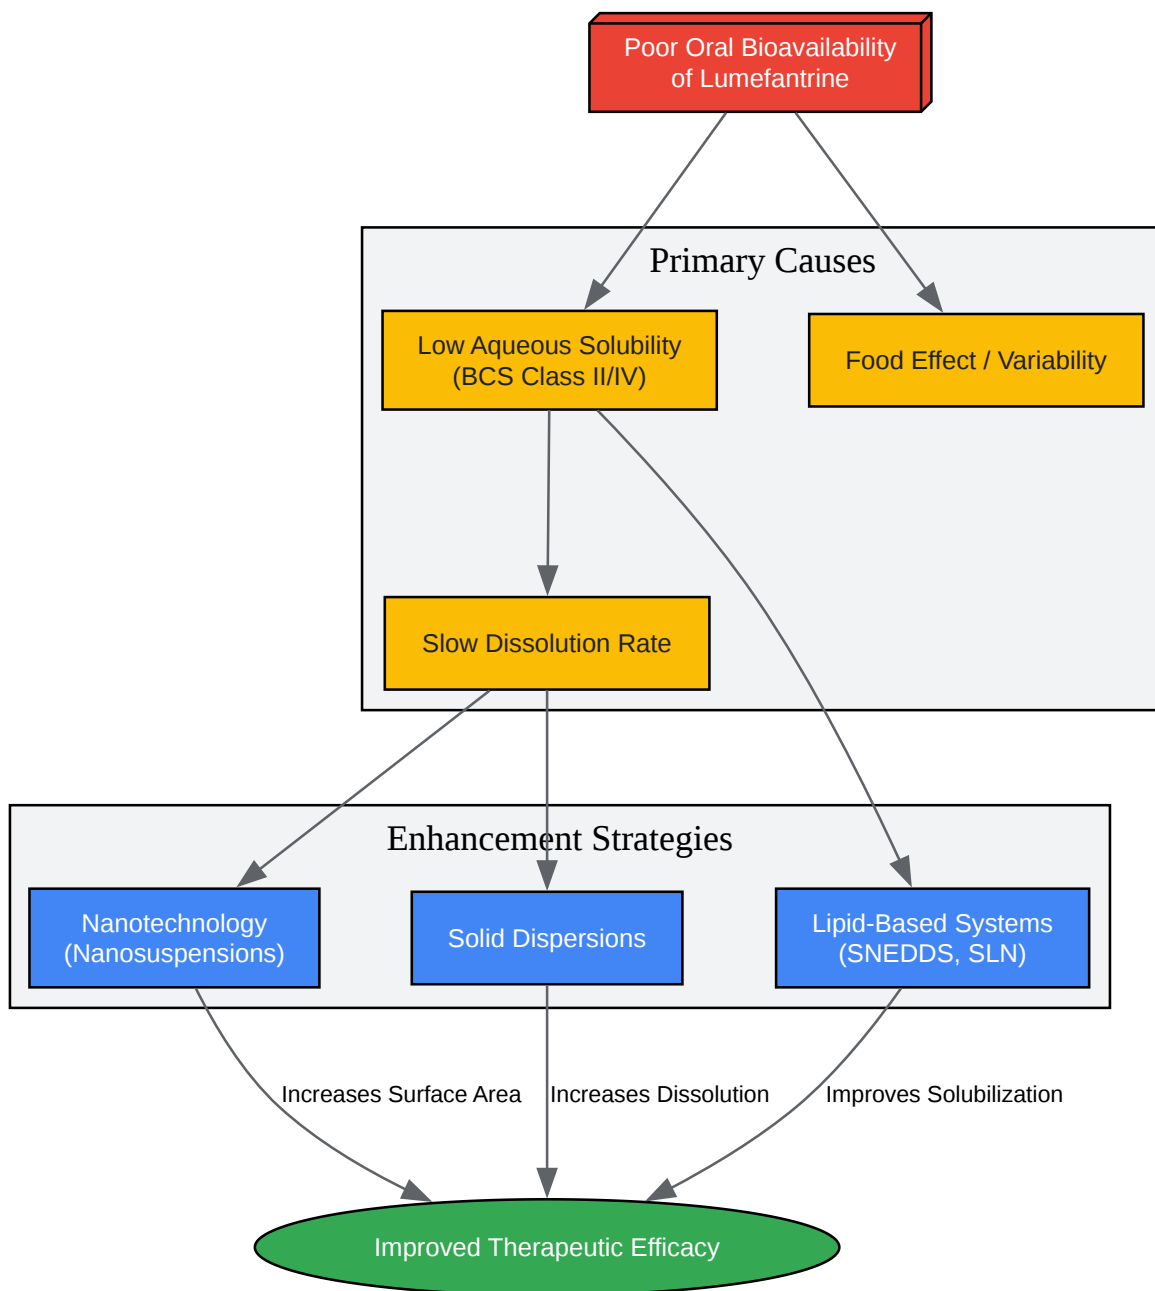 Poor Oral Bioavailability
of Lumefantrine
Primary Causes
Low Aqueous Solubility
(BCS Class II/IV)
Food Effect / Variability
Slow Dissolution Rate
Enhancement Strategies
Nanotechnology
(Nanosuspensions)
Solid Dispersions
Lipid-Based Systems
(SNEDDS, SLN)
Increases Surface Area
Increases Dissolution
Improves Solubilization
Improved Therapeutic Efficacy